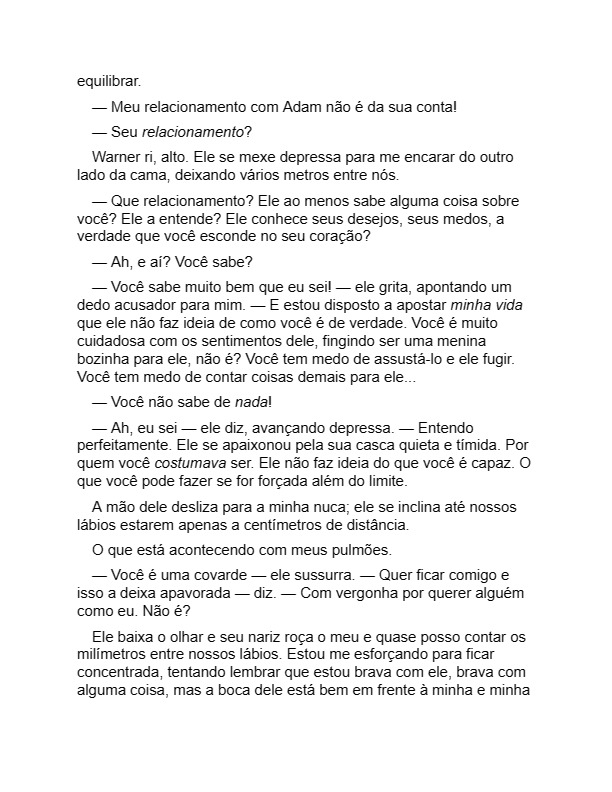 equilibrar.
— Meu relacionamento com Adam não é da sua conta!
— Seu relacionamento?
Warner ri, alto. Ele se mexe depressa para me encarar do outro
lado da cama, deixando vários metros entre nós.
— Que relacionamento? Ele ao menos sabe alguma coisa sobre
você? Ele a entende? Ele conhece seus desejos, seus medos, a
verdade que você esconde no seu coração?
— Ah, e aí? Você sabe?
— Você sabe muito bem que eu sei! — ele grita, apontando um
dedo acusador para mim. — E estou disposto a apostar minha vida
que ele não faz ideia de como você é de verdade. Você é muito
cuidadosa com os sentimentos dele, fingindo ser uma menina
bozinha para ele, não é? Você tem medo de assustá-lo e ele fugir.
Você tem medo de contar coisas demais para ele...
— Você não sabe de nada!
— Ah, eu sei — ele diz, avançando depressa. — Entendo
perfeitamente. Ele se apaixonou pela sua casca quieta e tímida. Por
quem você costumava ser. Ele não faz ideia do que você é capaz. O
que você pode fazer se for forçada além do limite.
A mão dele desliza para a minha nuca; ele se inclina até nossos
lábios estarem apenas a centímetros de distância.
O que está acontecendo com meus pulmões.
— Você é uma covarde — ele sussurra. — Quer ficar comigo e
isso a deixa apavorada — diz. — Com vergonha por querer alguém
como eu. Não é?
Ele baixa o olhar e seu nariz roça o meu e quase posso contar os
milímetros entre nossos lábios. Estou me esforçando para ficar
concentrada, tentando lembrar que estou brava com ele, brava com
alguma coisa, mas a boca dele está bem em frente à minha e minha